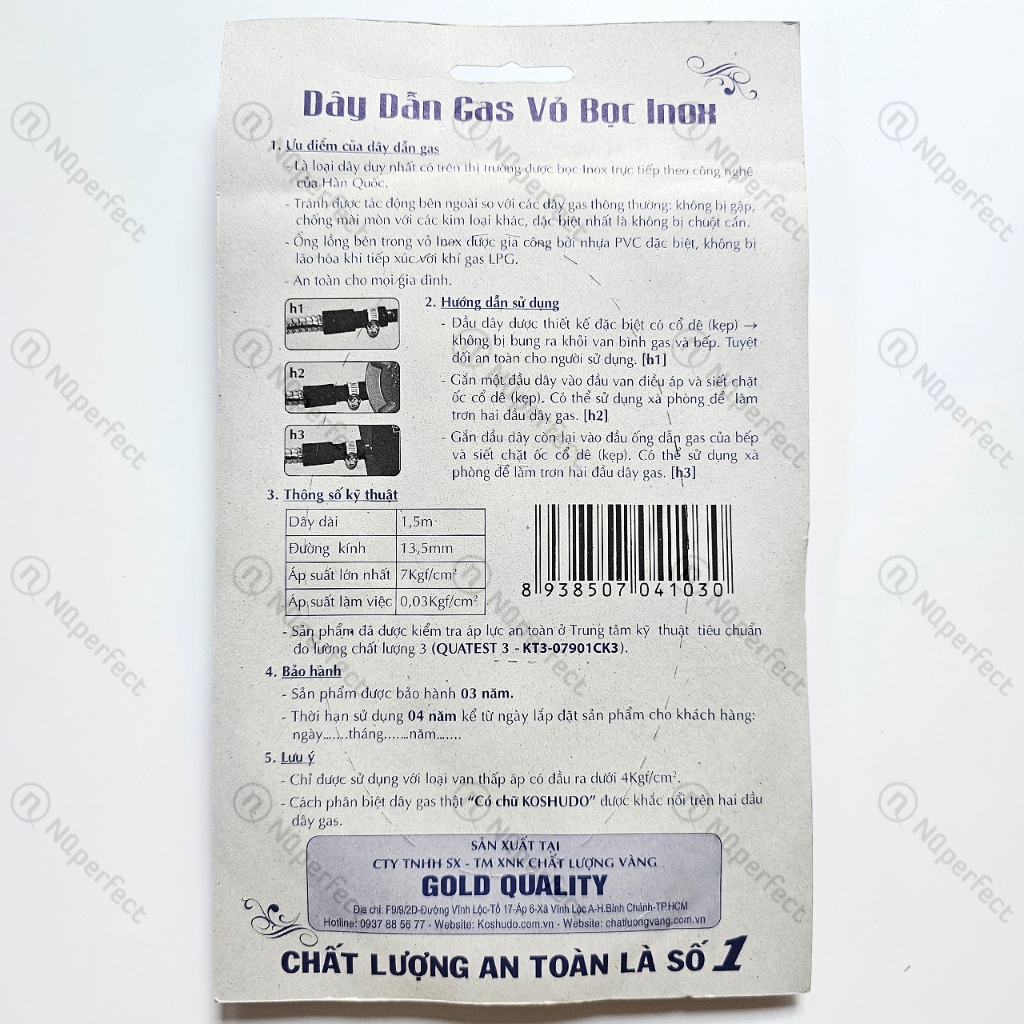 Dây Dẫn Gas Vỏ Bọc Inox
1. Ưu điểm của dây dẫn gas
- Là loại dây duy nhất có trên thị trường được bọc Inox trực tiếp theo công nghệ
của Hàn Quốc.
- Tránh được tác động bên ngoài so với các dây gas thông thường: không bị gập,
chống mài mòn với các kim loại khác, đặc biệt nhất là không bị chuột cắn.
- Ống lồng bên trong vỏ Inox được gia công bởi nhựa PVC đặc biệt, không bị
lão hóa khi tiếp xúc với khí gas LPG.
- An toàn cho mọi gia đình.
h1
h2
h3
2. Hướng dẫn sử dụng
- Đầu dây được thiết kế đặc biệt có cổ dê (kẹp) →
không bị bung ra khỏi van bình gas và bếp. Tuyệt
đối an toàn cho người sử dụng. [h1]
- Gắn một đầu dây vào đầu van điều áp và siết chặt
ốc cổ dê (kẹp). Có thể sử dụng xà phòng để làm
trơn hai đầu dây gas. [h2]
- Gắn đầu dây còn lại vào đầu ống dẫn gas của bếp
và siết chặt ốc cổ dê (kẹp). Có thể sử dụng xà
phòng để làm trơn hai đầu dây gas. [h3]
3. Thông số kỹ thuật
Dây dài 1,5m
Đường kính 13,5mm
Áp suất lớn nhất 7Kgf/cm²
Áp suất làm việc 0,03Kgf/cm²
8 938507 041030
- Sản phẩm đã được kiểm tra áp lực an toàn ở Trung tâm kỹ thuật tiêu chuẩn
đo lường chất lượng 3 (QUATEST 3 - KT3-07901CK3).
4. Bảo hành
- Sản phẩm được bảo hành 03 năm.
- Thời hạn sử dụng 04 năm kể từ ngày lắp đặt sản phẩm cho khách hàng:
ngày.......tháng.......năm.......
5. Lưu ý
- Chỉ được sử dụng với loại van thấp áp có đầu ra dưới 4Kgf/cm².
- Cách phân biệt dây gas thật "Có chữ KOSHUDO" được khắc nổi trên hai đầu
dây gas.
SẢN XUẤT TẠI
CTY TNHH SX - TM XNK CHẤT LƯỢNG VÀNG
GOLD QUALITY
Địa chỉ: F9/9/2D-Đường Vĩnh Lộc-Tổ 17-Ấp 6-Xã Vĩnh Lộc A-H.Bình Chánh-TP.HCM
Hotline: 0937 88 56 77 - Website: Koshudo.com.vn - Website: chatluongvang.com.vn
CHẤT LƯỢNG AN TOÀN LÀ SỐ 1
NQperfect